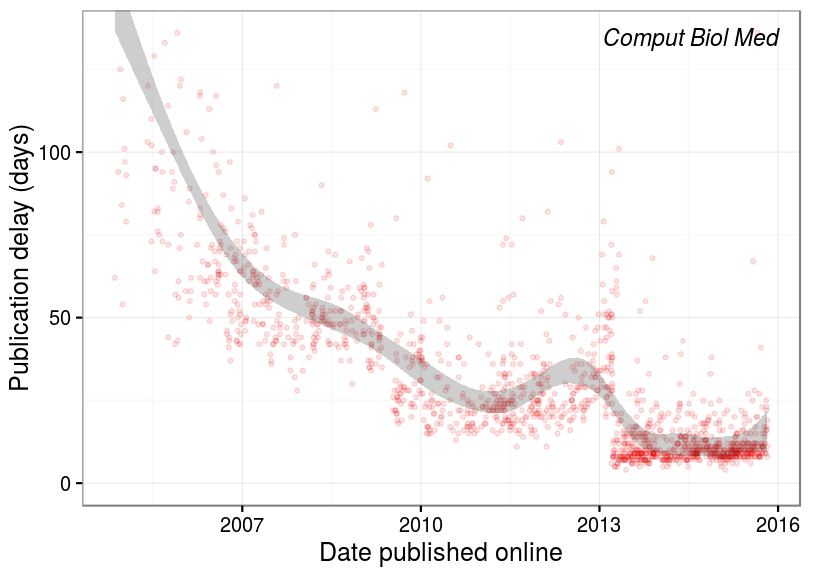 Comput Biol Med
Publication delay (days)
100
50
0
2007 2010 2013 2016
Date published online